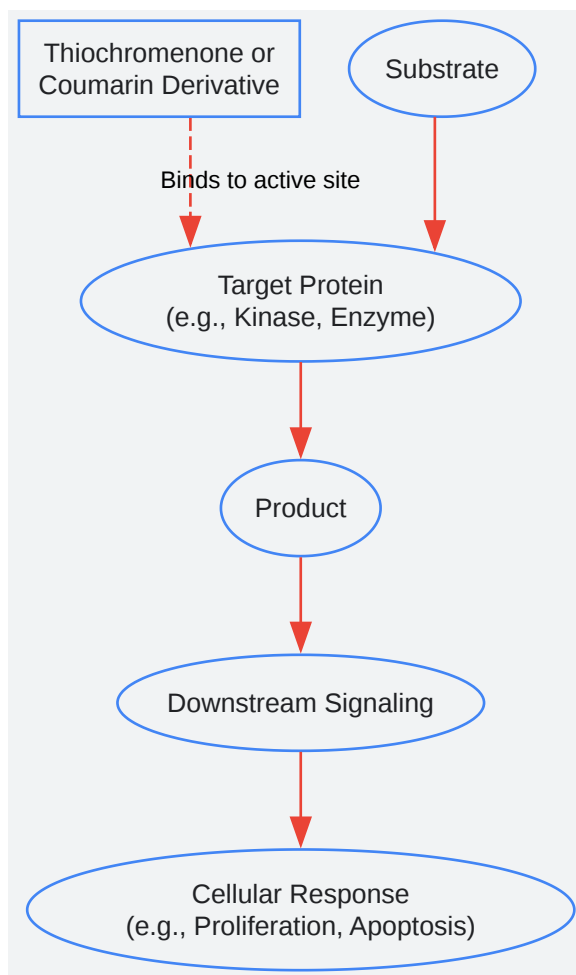 Thiochromenone or
Coumarin Derivative
Substrate
Binds to active site
Target Protein
(e.g., Kinase, Enzyme)
Product
Downstream Signaling
Cellular Response
(e.g., Proliferation, Apoptosis)